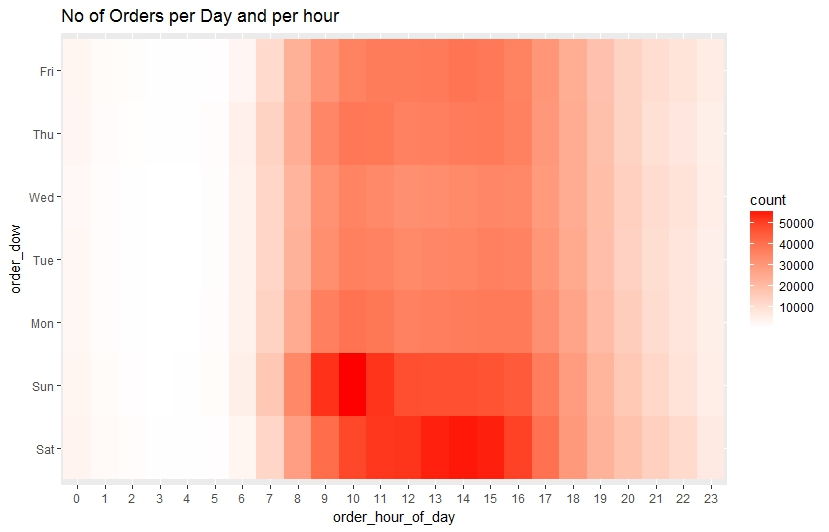 No of Orders per Day and per hour
order_dow
Fri
Thu
Wed
Tue
Mon
Sun
Sat
0 1 2 3 4 5 6 7 8 9 10 11 12 13 14 15 16 17 18 19 20 21 22 23
order_hour_of_day
count
50000
40000
30000
20000
10000